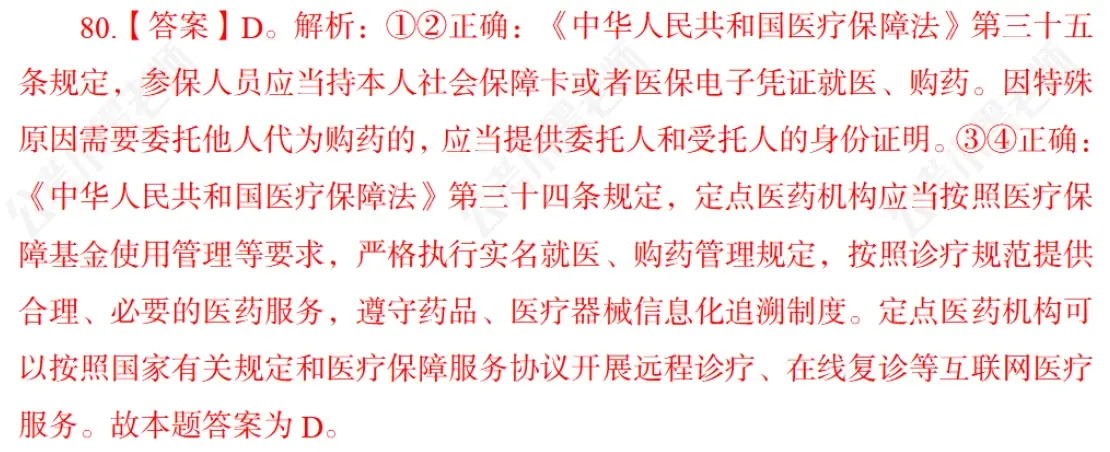 80.【答案】D。解析：①②正确：《中华人民共和国医疗保障法》第三十五
条规定，参保人员应当持本人社会保障卡或者医保电子凭证就医、购药。因特殊
原因需要委托他人代为购药的，应当提供委托人和受托人的身份证明。③④正确：
《中华人民共和国医疗保障法》第三十四条规定，定点医药机构应当按照医疗保
障基金使用管理等要求，严格执行实名就医、购药管理规定，按照诊疗规范提供
合理、必要的医药服务，遵守药品、医疗器械信息化追溯制度。定点医药机构可
以按照国家有关规定和医疗保障服务协议开展远程诊疗、在线复诊等互联网医疗
服务。故本题答案为 D。